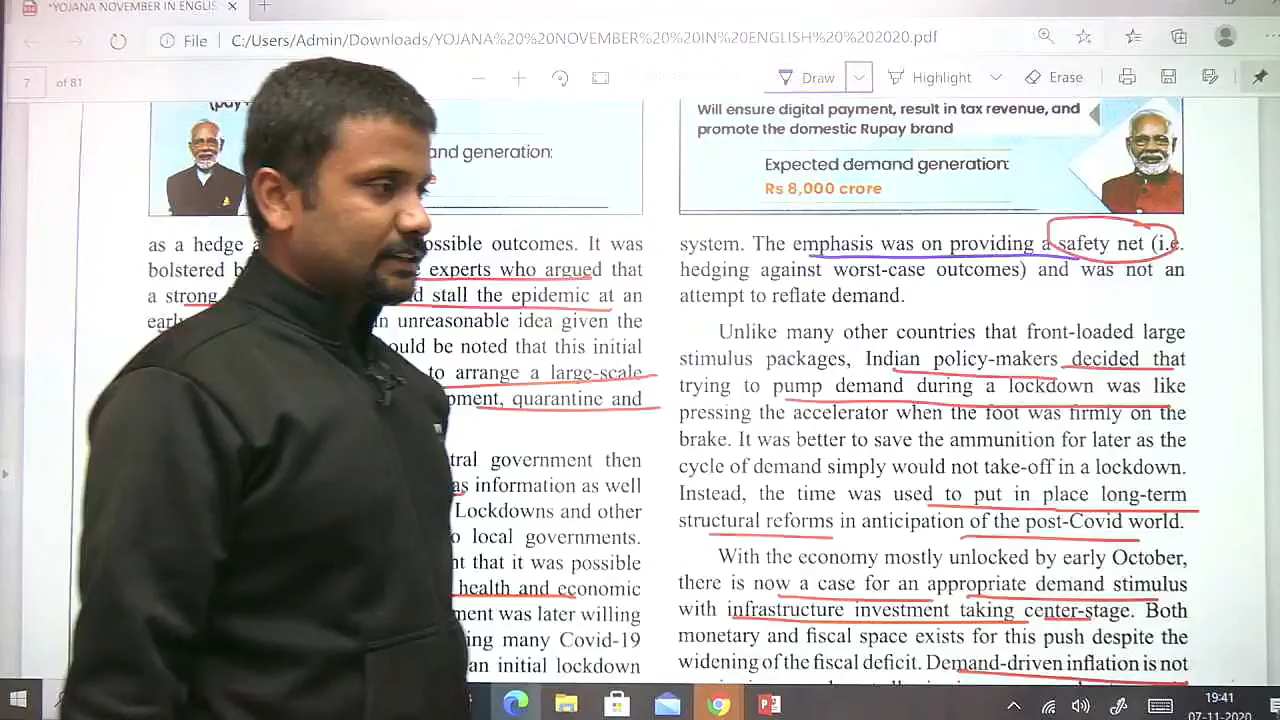 *YOJANA NOVEMBER IN ENGLIS
File
C:/Users/Admin/Downloads/YOJANA%20%20NOVEMBER%20%20IN%20ENGLISH%20%202020.pdf
7
of 81
Draw
Highlight
Erase
and generation:
Will ensure digital payment, result in tax revenue, and
promote the domestic Rupay brand
Expected demand generation:
Rs 8,000 crore
as a hedge possible outcomes. It was
bolstered experts who argued that
a strong stall the epidemic at an
early unreasonable idea given the
be noted that this initial
to arrange a large-scale
quarantine and
government then
as information as well
Lockdowns and other
local governments.
that it was possible
health and economic
was later willing
many Covid-19
an initial lockdown
system. The emphasis was on providing a safety net (i.e.
hedging against worst-case outcomes) and was not an
attempt to reflate demand.
Unlike many other countries that front-loaded large
stimulus packages, Indian policy-makers decided that
trying to pump demand during a lockdown was like
pressing the accelerator when the foot was firmly on the
brake. It was better to save the ammunition for later as the
cycle of demand simply would not take-off in a lockdown.
Instead, the time was used to put in place long-term
structural reforms in anticipation of the post-Covid world.
With the economy mostly unlocked by early October,
there is now a case for an appropriate demand stimulus
with infrastructure investment taking center-stage. Both
monetary and fiscal space exists for this push despite the
widening of the fiscal deficit. Demand-driven inflation is not
19:41
07-11-2020